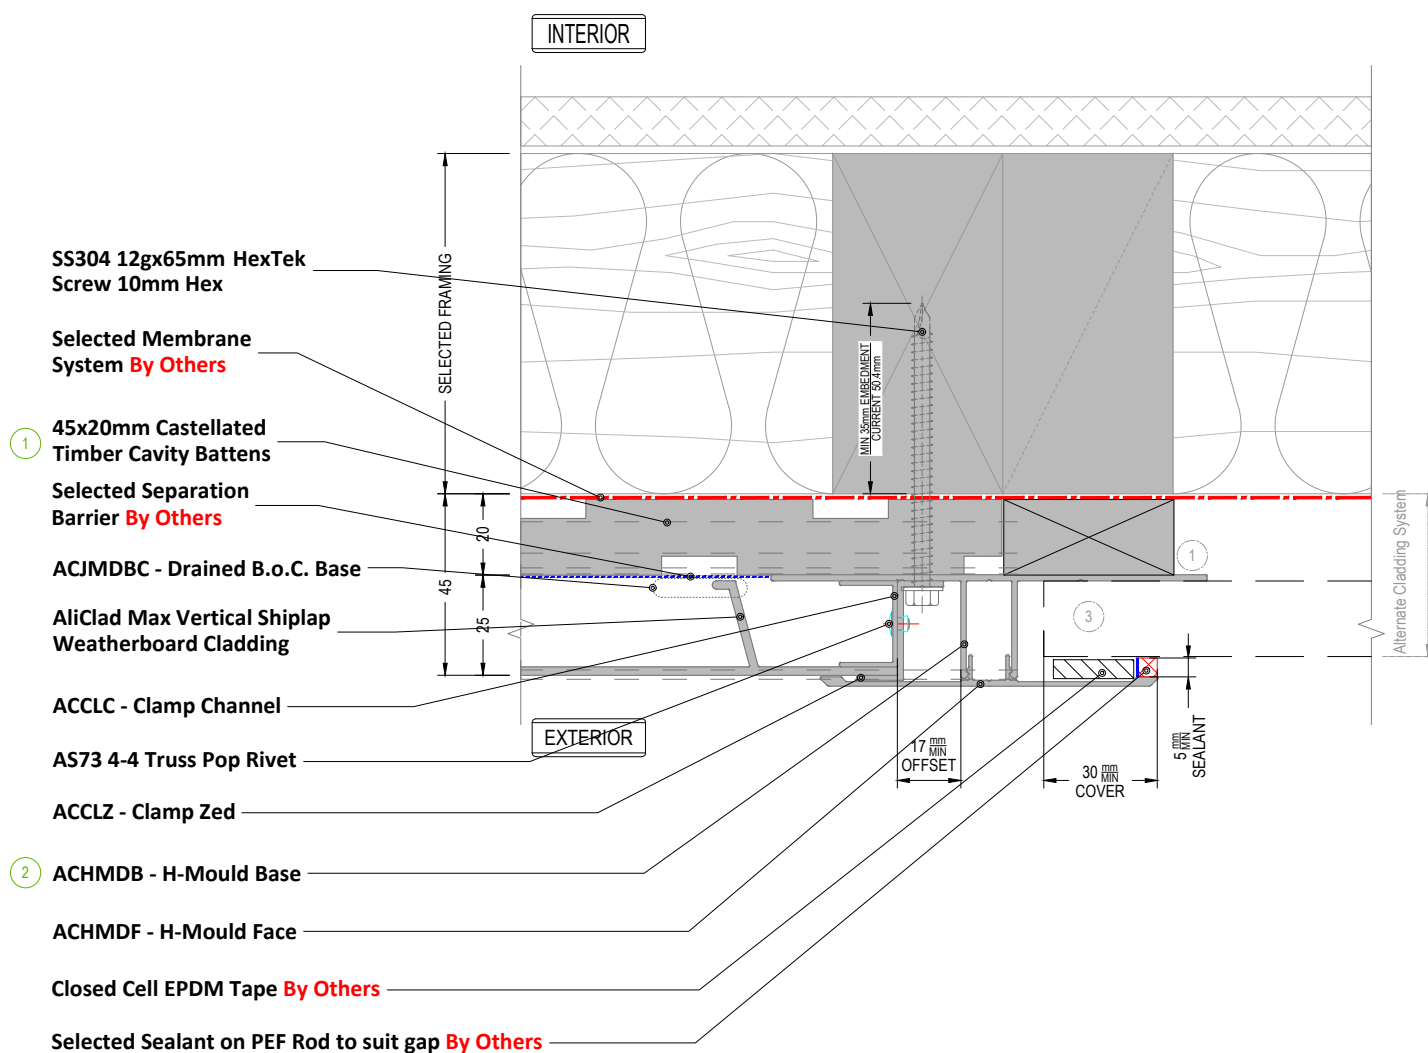 INTERIOR
SS304 12gx65mm HexTek
Screw 10mm Hex
Selected Membrane
System By Others
1
45x20mm Castellated
Timber Cavity Battens
Selected Separation
Barrier By Others
ACJMDBC - Drained B.o.C. Base
AliClad Max Vertical Shiplap
Weatherboard Cladding
ACCLC - Clamp Channel
AS73 4-4 Truss Pop Rivet
ACCLZ - Clamp Zed
2
ACHMDB - H-Mould Base
ACHMDF - H-Mould Face
Closed Cell EPDM Tape By Others
Selected Sealant on PEF Rod to suit gap By Others
SELECTED FRAMING
45
20
25
MIN 35mm EMBEDMENT
CURRENT 50.4mm
1
3
Alternate Cladding System
EXTERIOR
17 mm MIN
OFFSET
30 mm MIN
COVER
5 mm MIN
SEALANT